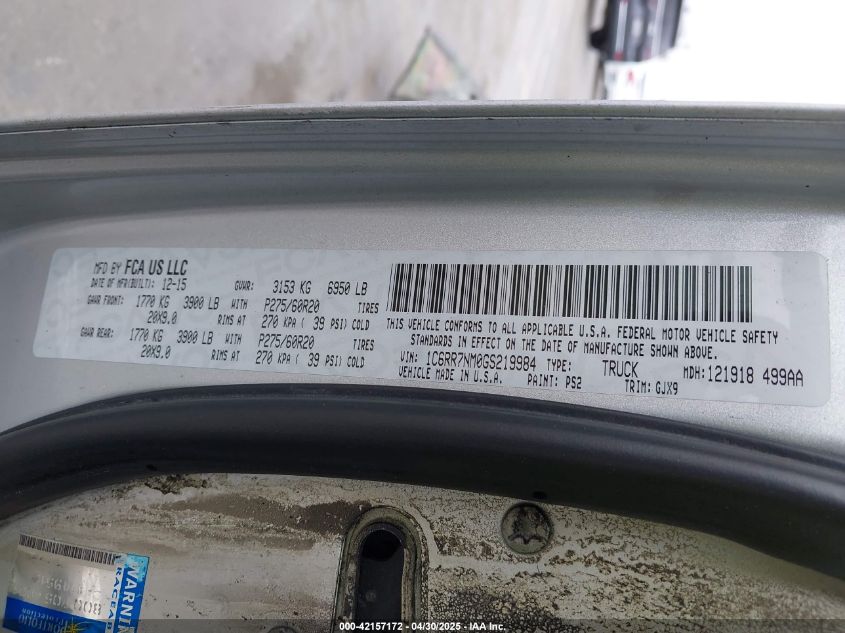 MFD BY FCA US LLC
DATE OF MFR(BUILT): 12-15 GVWR: 3153 KG 6950 LB
GAWR FRONT: 1770 KG 3900 LB WITH P275/60R20 TIRES
20X9.0 RIMS AT 270 KPA ( 39 PSI) COLD
GAWR REAR: 1770 KG 3900 LB WITH P275/60R20 TIRES
20X9.0 RIMS AT 270 KPA ( 39 PSI) COLD
THIS VEHICLE CONFORMS TO ALL APPLICABLE U.S.A. FEDERAL MOTOR VEHICLE SAFETY
STANDARDS IN EFFECT ON THE DATE OF MANUFACTURE SHOWN ABOVE
VIN: 1C6RR7NM0GS219984 TYPE: TRUCK MDH:121918 499AA
VEHICLE MADE IN U.S.A. PAINT: PS2 TRIM: GJX9
000-42157172 / 04/30/2025 - IAA Inc.